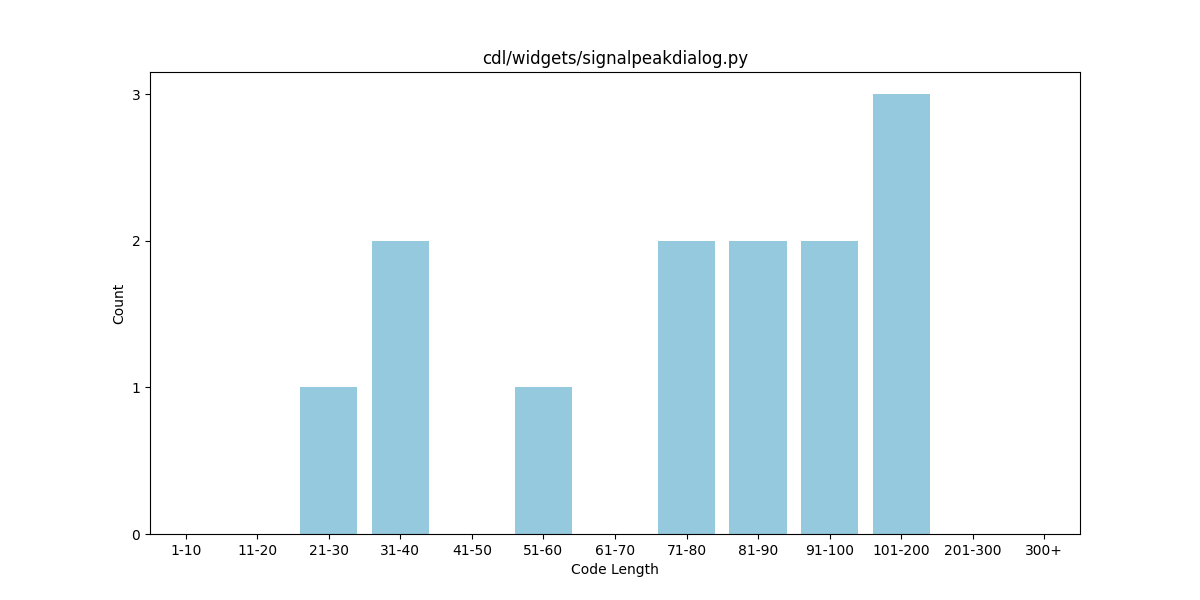 cdl/widgets/signalpeakdialog.py
3
2
1
0
Count
1-10 11-20 21-30 31-40 41-50 51-60 61-70 71-80 81-90 91-100 101-200 201-300 300+
Code Length